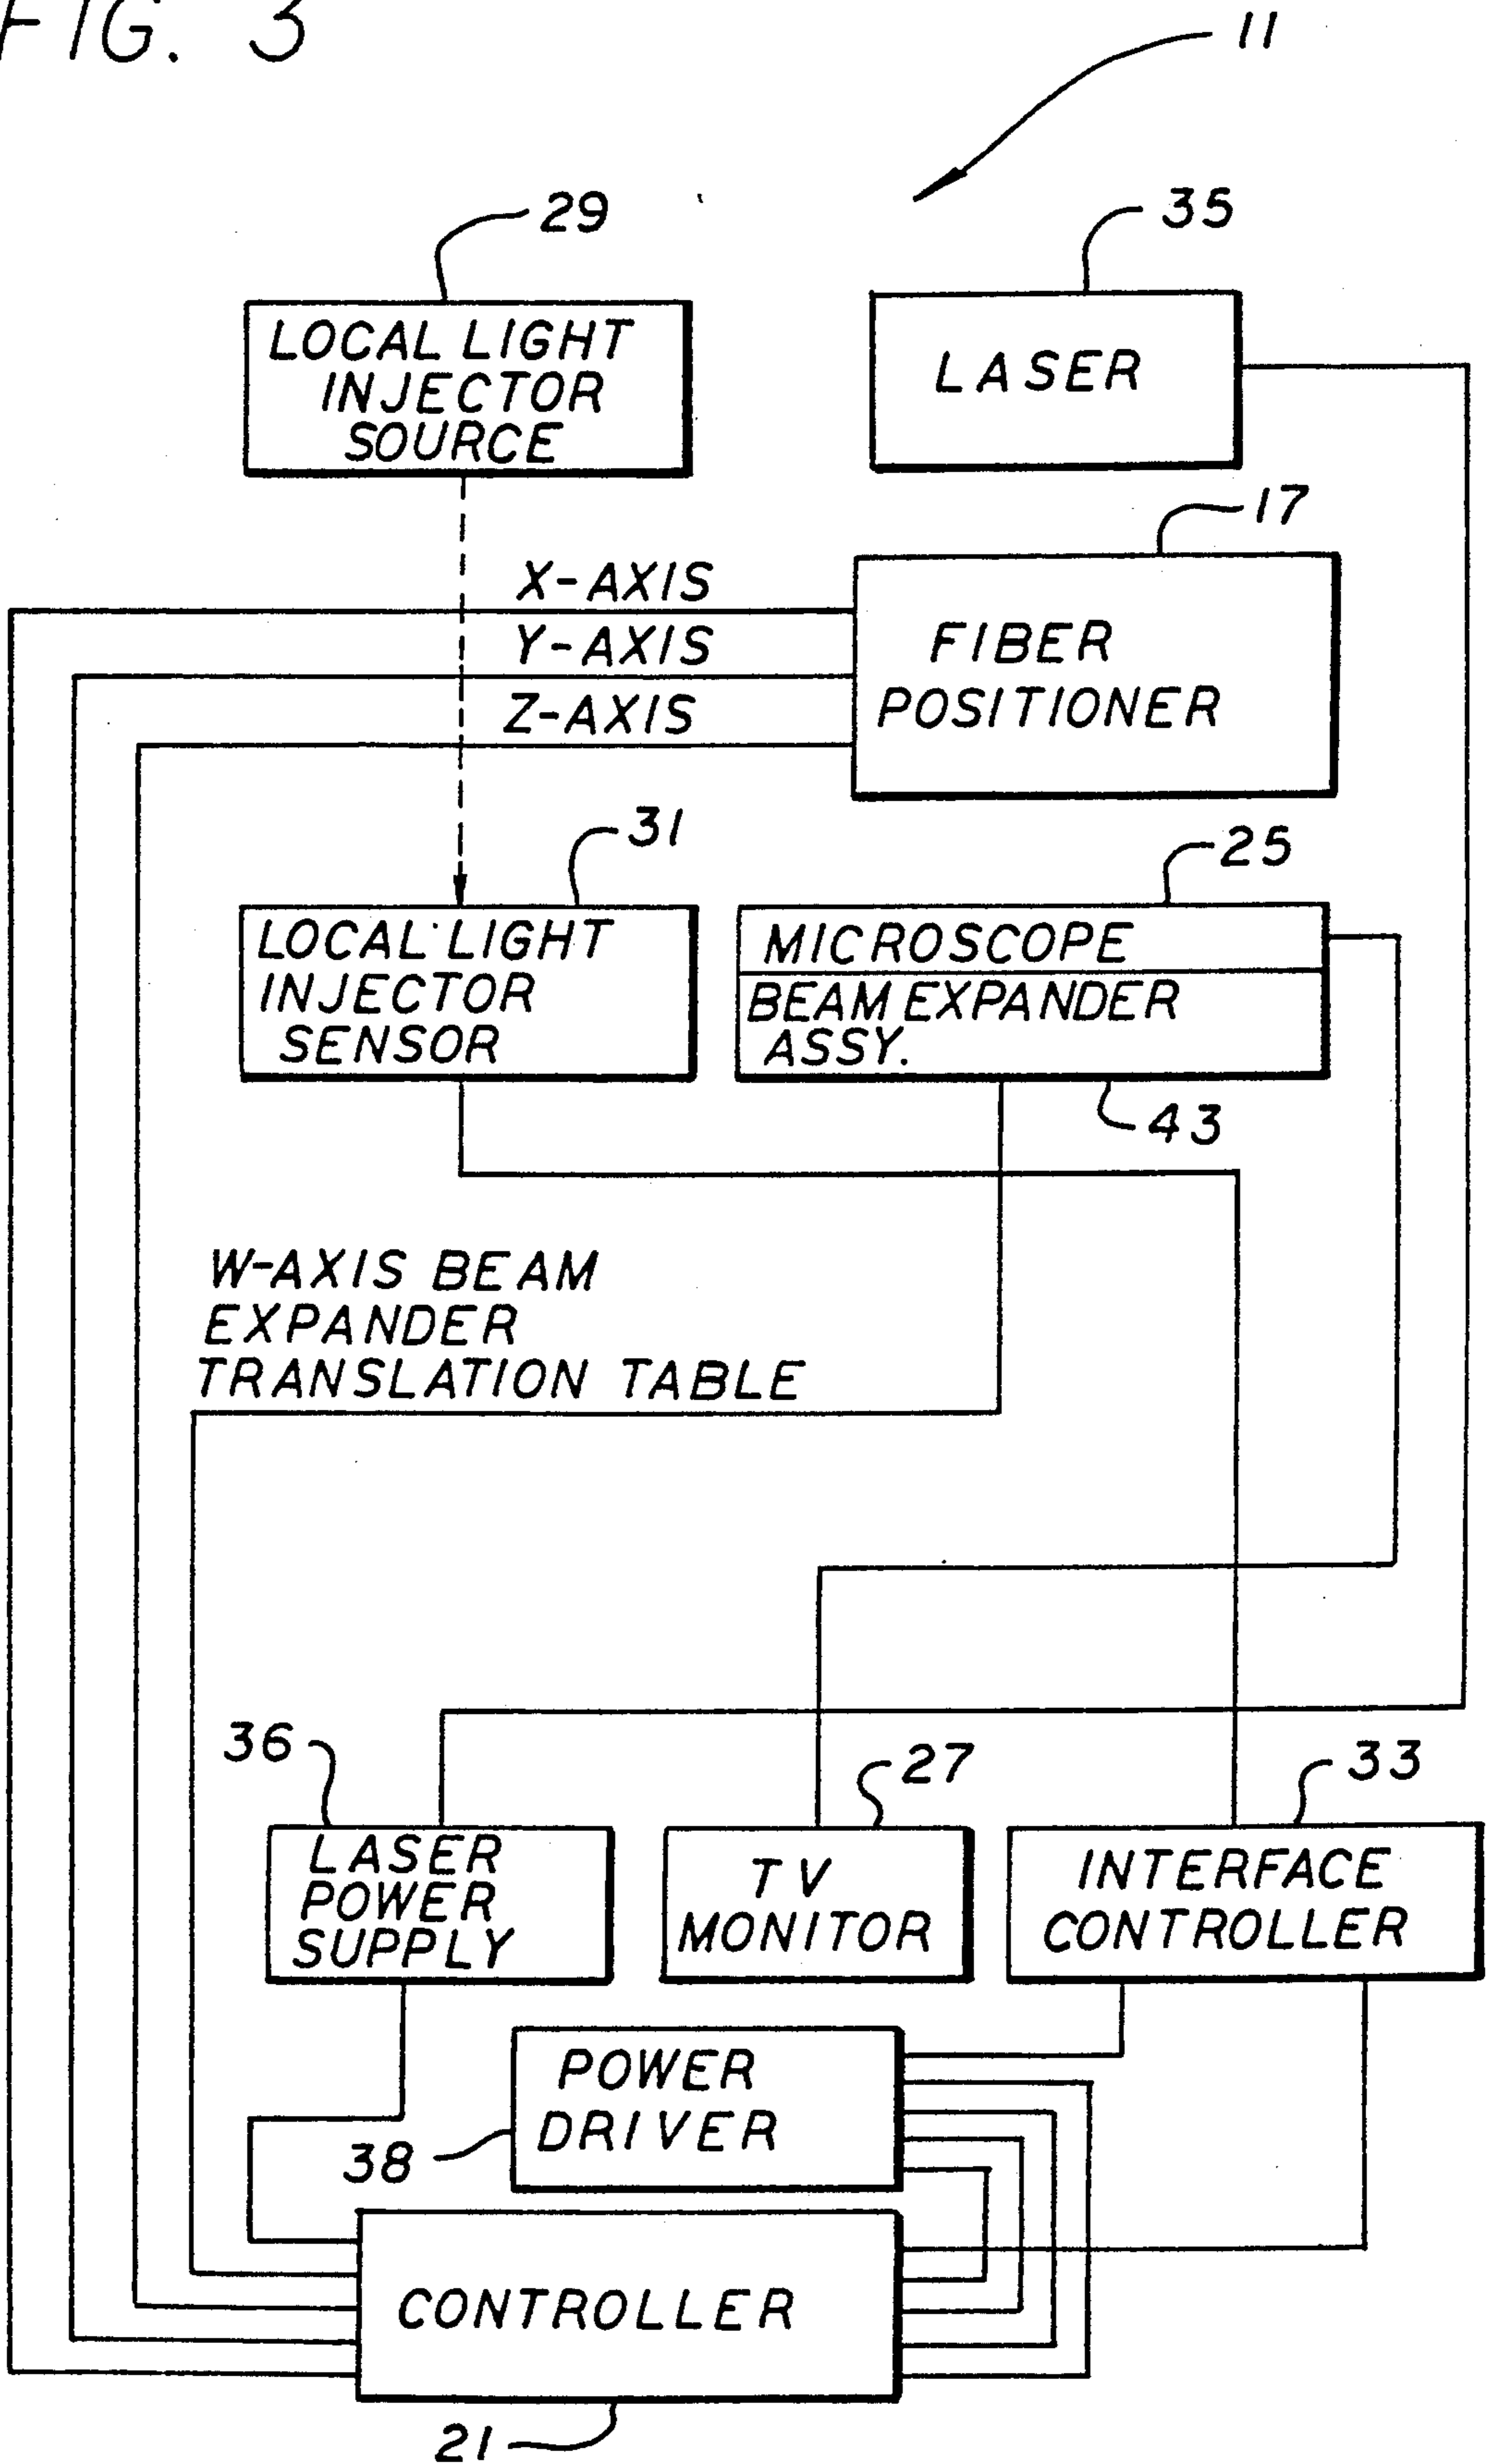 FIG. 3
11
29
35
LOCAL LIGHT
INJECTOR
SOURCE
LASER
17
X-AXIS
Y-AXIS
Z-AXIS
FIBER
POSITIONER
31
25
LOCAL LIGHT
INJECTOR
SENSOR
MICROSCOPE
BEAM EXPANDER
ASSY.
43
W-AXIS BEAM
EXPANDER
TRANSLATION TABLE
36
27
33
LASER
POWER
SUPPLY
TV
MONITOR
INTERFACE
CONTROLLER
POWER
DRIVER
38
CONTROLLER
21